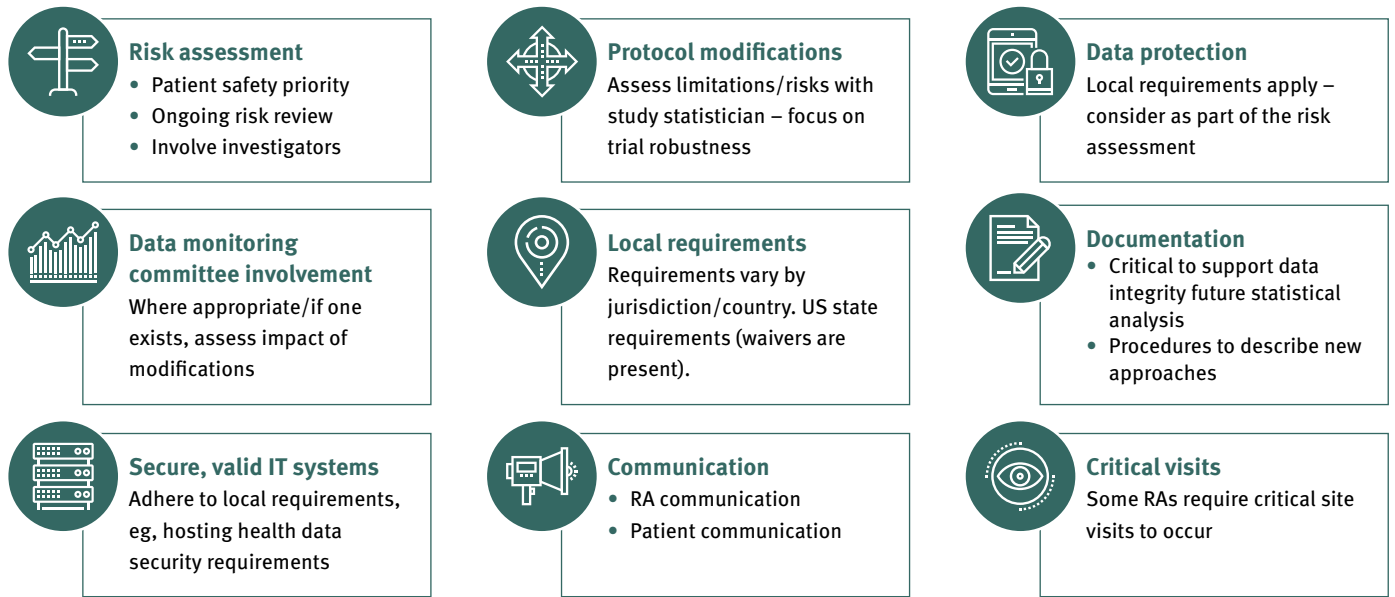 Risk assessment
• Patient safety priority
• Ongoing risk review
• Involve investigators
Protocol modifications
Assess limitations/risks with
study statistician – focus on
trial robustness
Data protection
Local requirements apply –
consider as part of the risk
assessment
Data monitoring
committee involvement
Where appropriate/if one
exists, assess impact of
modifications
Local requirements
Requirements vary by
jurisdiction/country. US state
requirements (waivers are
present).
Documentation
• Critical to support data
integrity future statistical
analysis
• Procedures to describe new
approaches
Secure, valid IT systems
Adhere to local requirements,
eg, hosting health data
security requirements
Communication
• RA communication
• Patient communication
Critical visits
Some RAs require critical site
visits to occur